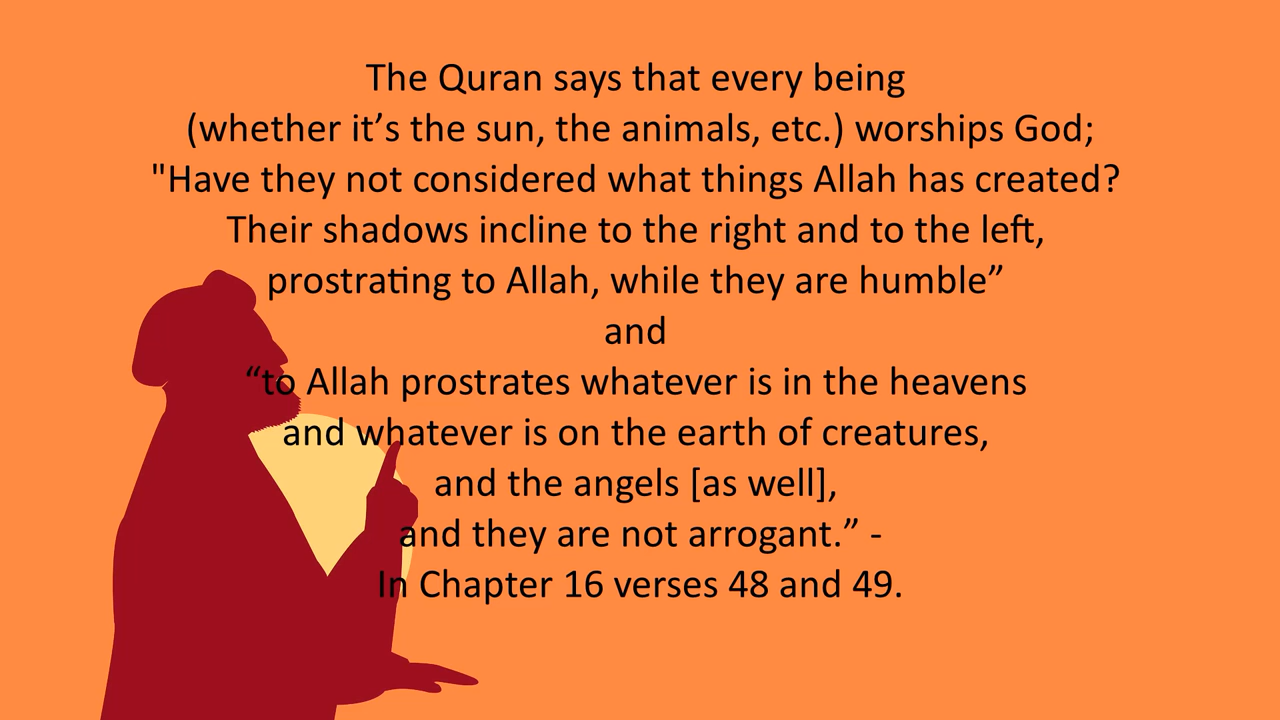 The Quran says that every being
(whether it’s the sun, the animals, etc.) worships God;
"Have they not considered what things Allah has created?
Their shadows incline to the right and to the left,
prostrating to Allah, while they are humble”
and
“to Allah prostrates whatever is in the heavens
and whatever is on the earth of creatures,
and the angels [as well],
and they are not arrogant.” -
In Chapter 16 verses 48 and 49.